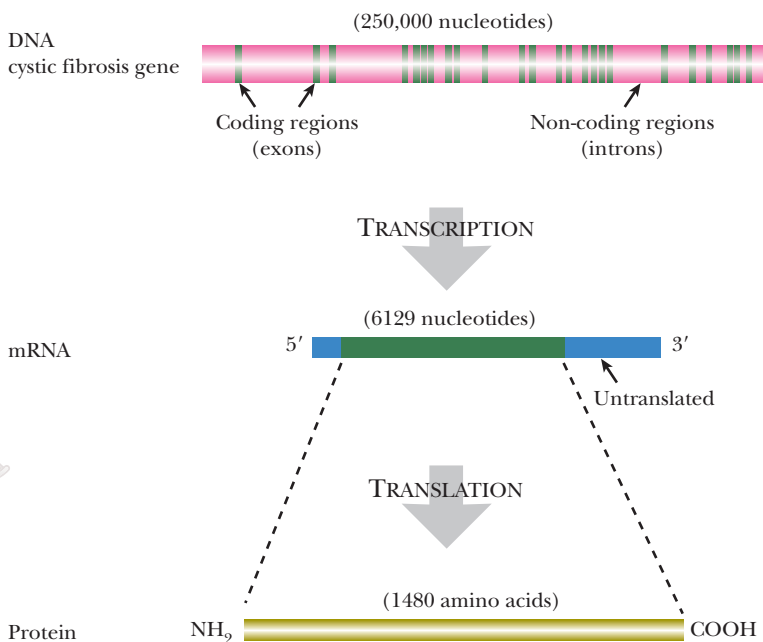 (250,000 nucleotides)
DNA
cystic fibrosis gene
Coding regions
(exons)
Non-coding regions
(introns)
TRANSCRIPTION
(6129 nucleotides)
mRNA
5′
3′
Untranslated
TRANSLATION
(1480 amino acids)
Protein
NH₉
COOH